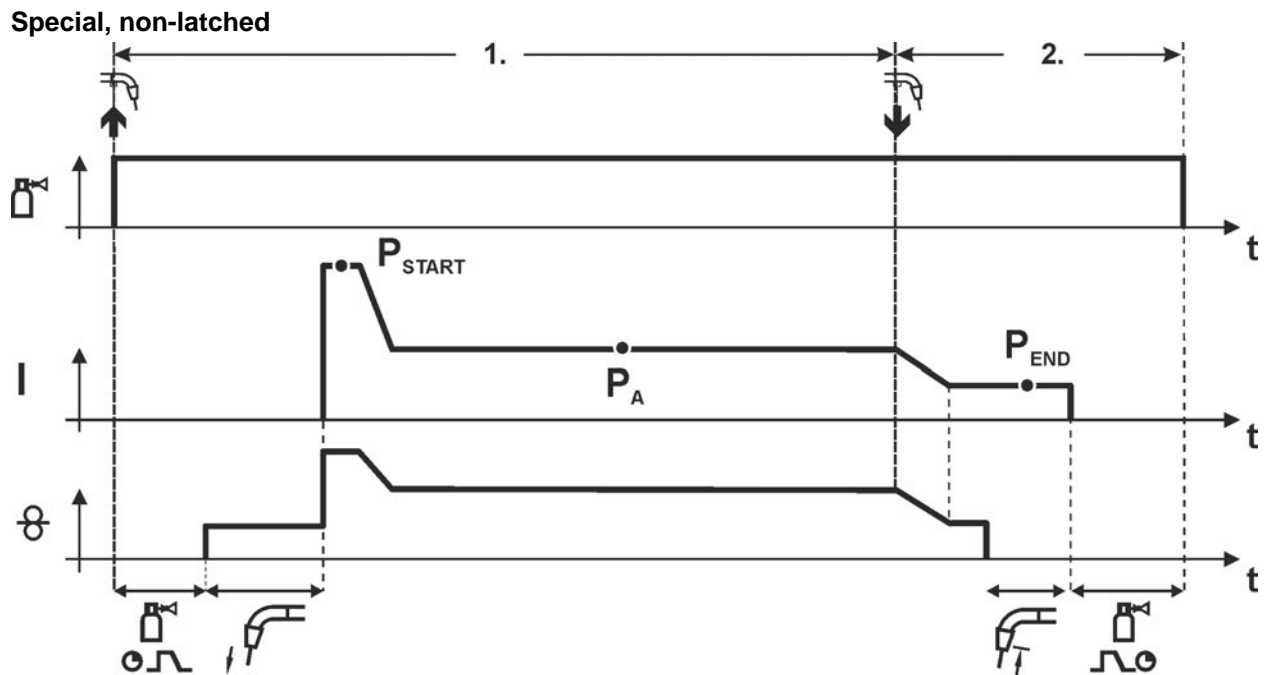 Special, non-latched
1. 2.
t
P START
P END
I
P A
t
t